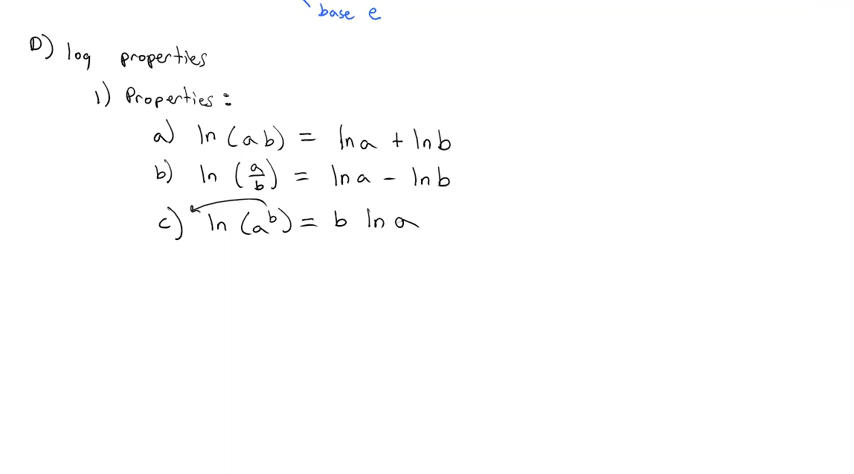 base e
D) log properties
1) Properties:
a) ln (ab) = ln a + ln b
b) ln (a/b) = ln a - ln b
c) ln (a^b) = b ln a